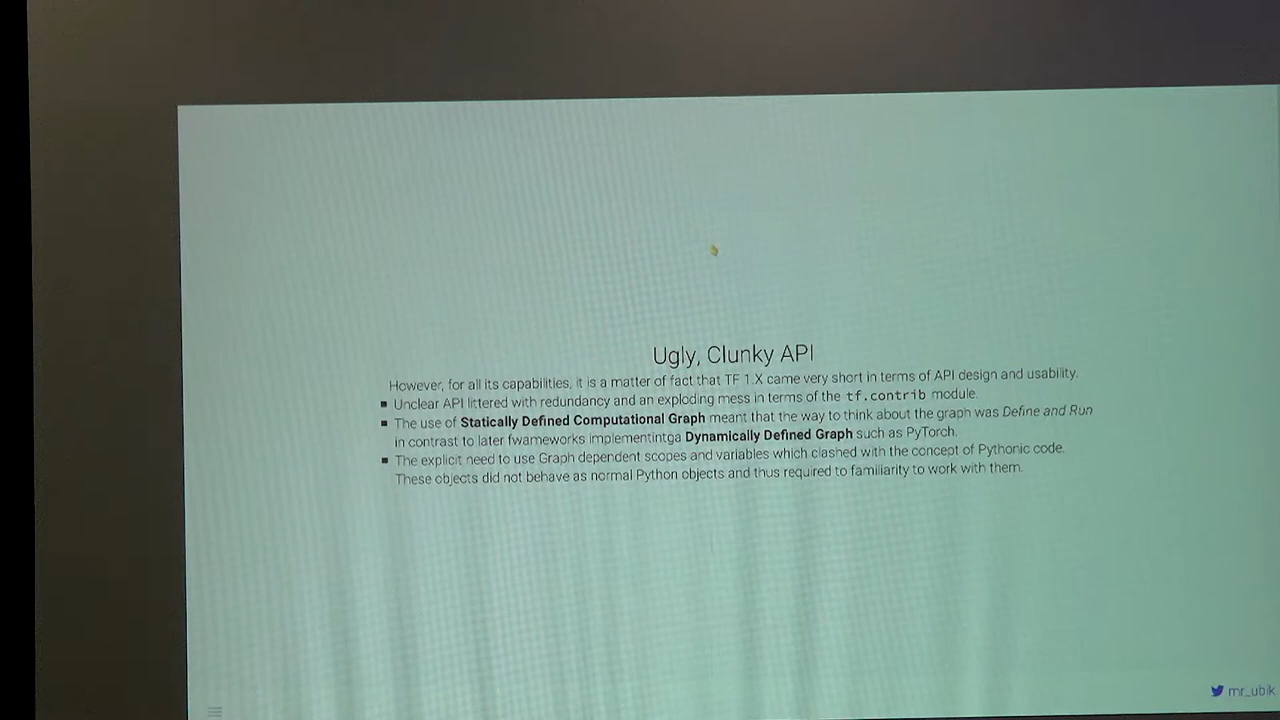 Ugly, Clunky API
However, for all its capabilities, it is a matter of fact that TF 1.X came very short in terms of API design and usability.
Unclear API littered with redundancy and an exploding mess in terms of the tf.contrib module.
The use of Statically Defined Computational Graph meant that the way to think about the graph was Define and Run
in contrast to later fwameworks implementintga Dynamically Defined Graph such as PyTorch.
The explicit need to use Graph dependent scopes and variables which clashed with the concept of Pythonic code.
These objects did not behave as normal Python objects and thus required to familiarity to work with them.
mr_ubik